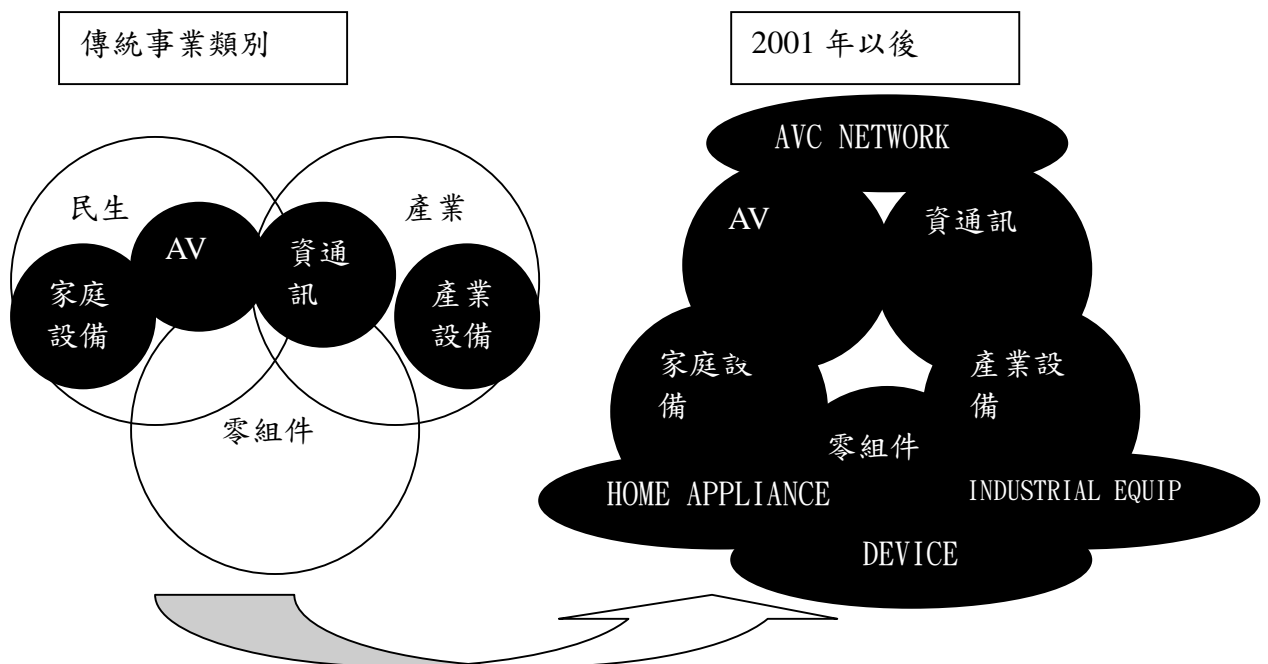 傳統事業類別
2001 年以後
民生
產業
AV
資通
訊
家庭
設備
產業
設備
零組件
AVC NETWORK
AV
資通訊
家庭設
備
產業設
備
零組件
HOME APPLIANCE
INDUSTRIAL EQUIP
DEVICE